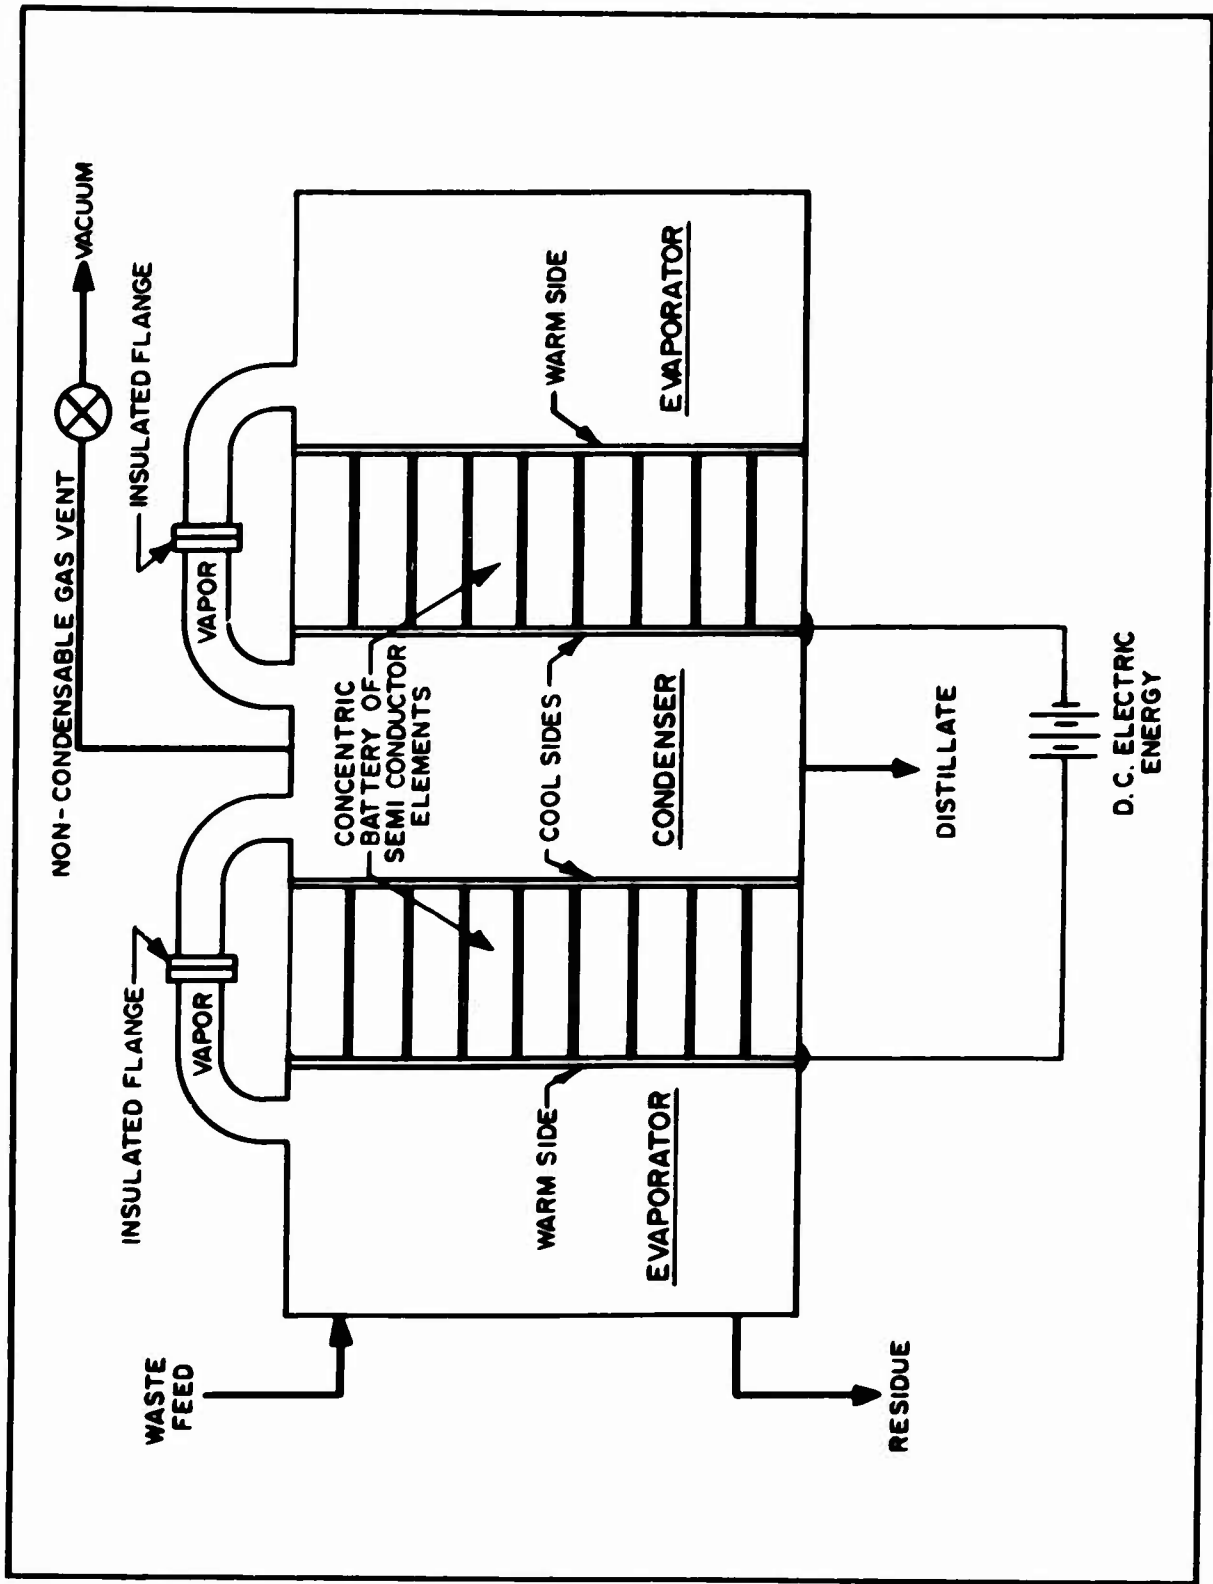 NON-CONDENSABLE GAS VENT
VACUUM
INSULATED FLANGE
INSULATED FLANGE
VAPOR
VAPOR
WASTE
FEED
CONCENTRIC
BATTERY OF
SEMI CONDUCTOR
ELEMENTS
WARM SIDE
COOL SIDES
WARM SIDE
EVAPORATOR
CONDENSER
EVAPORATOR
RESIDUE
DISTILLATE
D.C. ELECTRIC
ENERGY